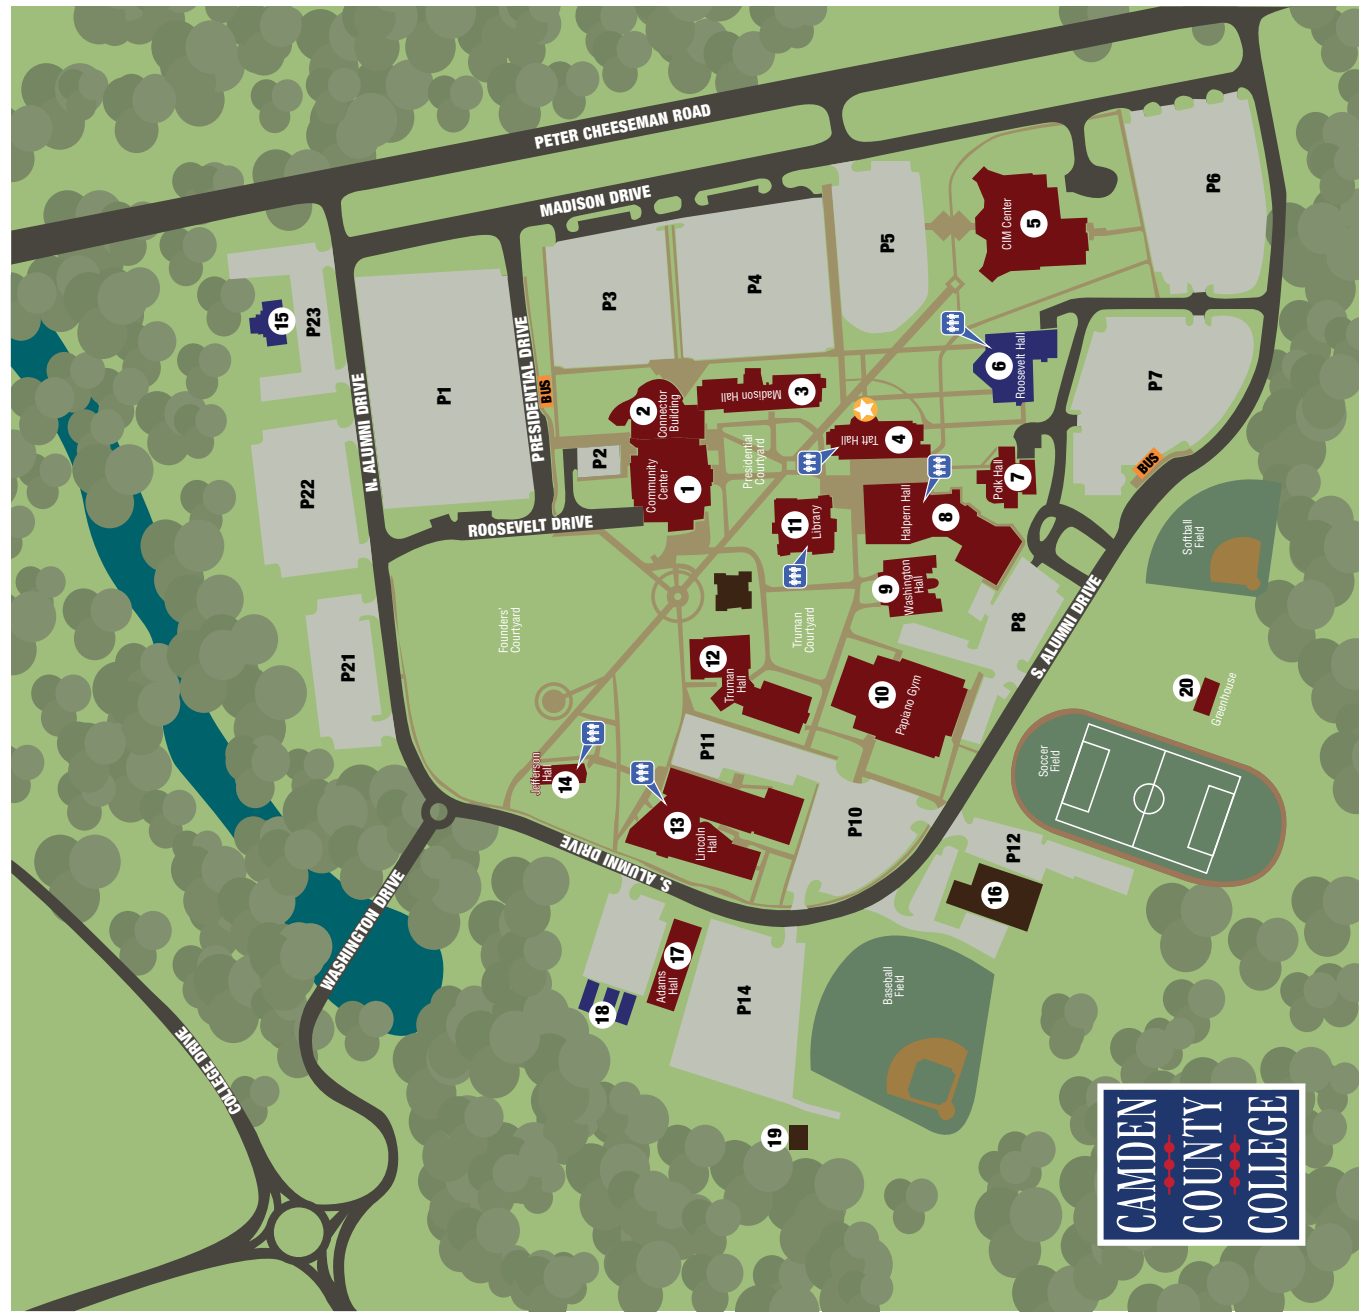 PETER CHEESEMAN ROAD
MADISON DRIVE
N. ALUMNI DRIVE
PRESIDENTIAL DRIVE
ROOSEVELT DRIVE
WASHINGTON DRIVE
COLLEGE DRIVE
S. ALUMNI DRIVE
S. ALUMNI DRIVE
BUS
BUS
P1
P2
P3
P4
P5
P6
P7
P8
P10
P11
P12
P14
P21
P22
P23
1
Community
Center
2
Connector
Building
3
Madison Hall
4
Taft Hall
5
CIM Center
6
Roosevelt Hall
7
Polk Hall
8
Halpern Hall
9
Washington
Hall
10
Papiano Gym
11
Library
12
Truman
Hall
13
Lincoln
Hall
14
Jefferson
Hall
15
16
17
Adams
Hall
18
19
20
Greenhouse
Presidential
Courtyard
Founders'
Courtyard
Truman
Courtyard
Softball
Field
Soccer
Field
Baseball
Field
CAMDEN
COUNTY
COLLEGE